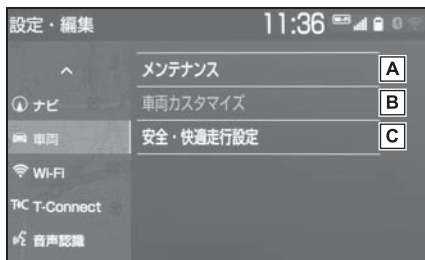 設定・編集
11:36
メンテナンス
A
ナビ
車両カスタマイズ
B
車両
安全・快適走行設定
C
Wi-Fi
T-Connect
音声認識